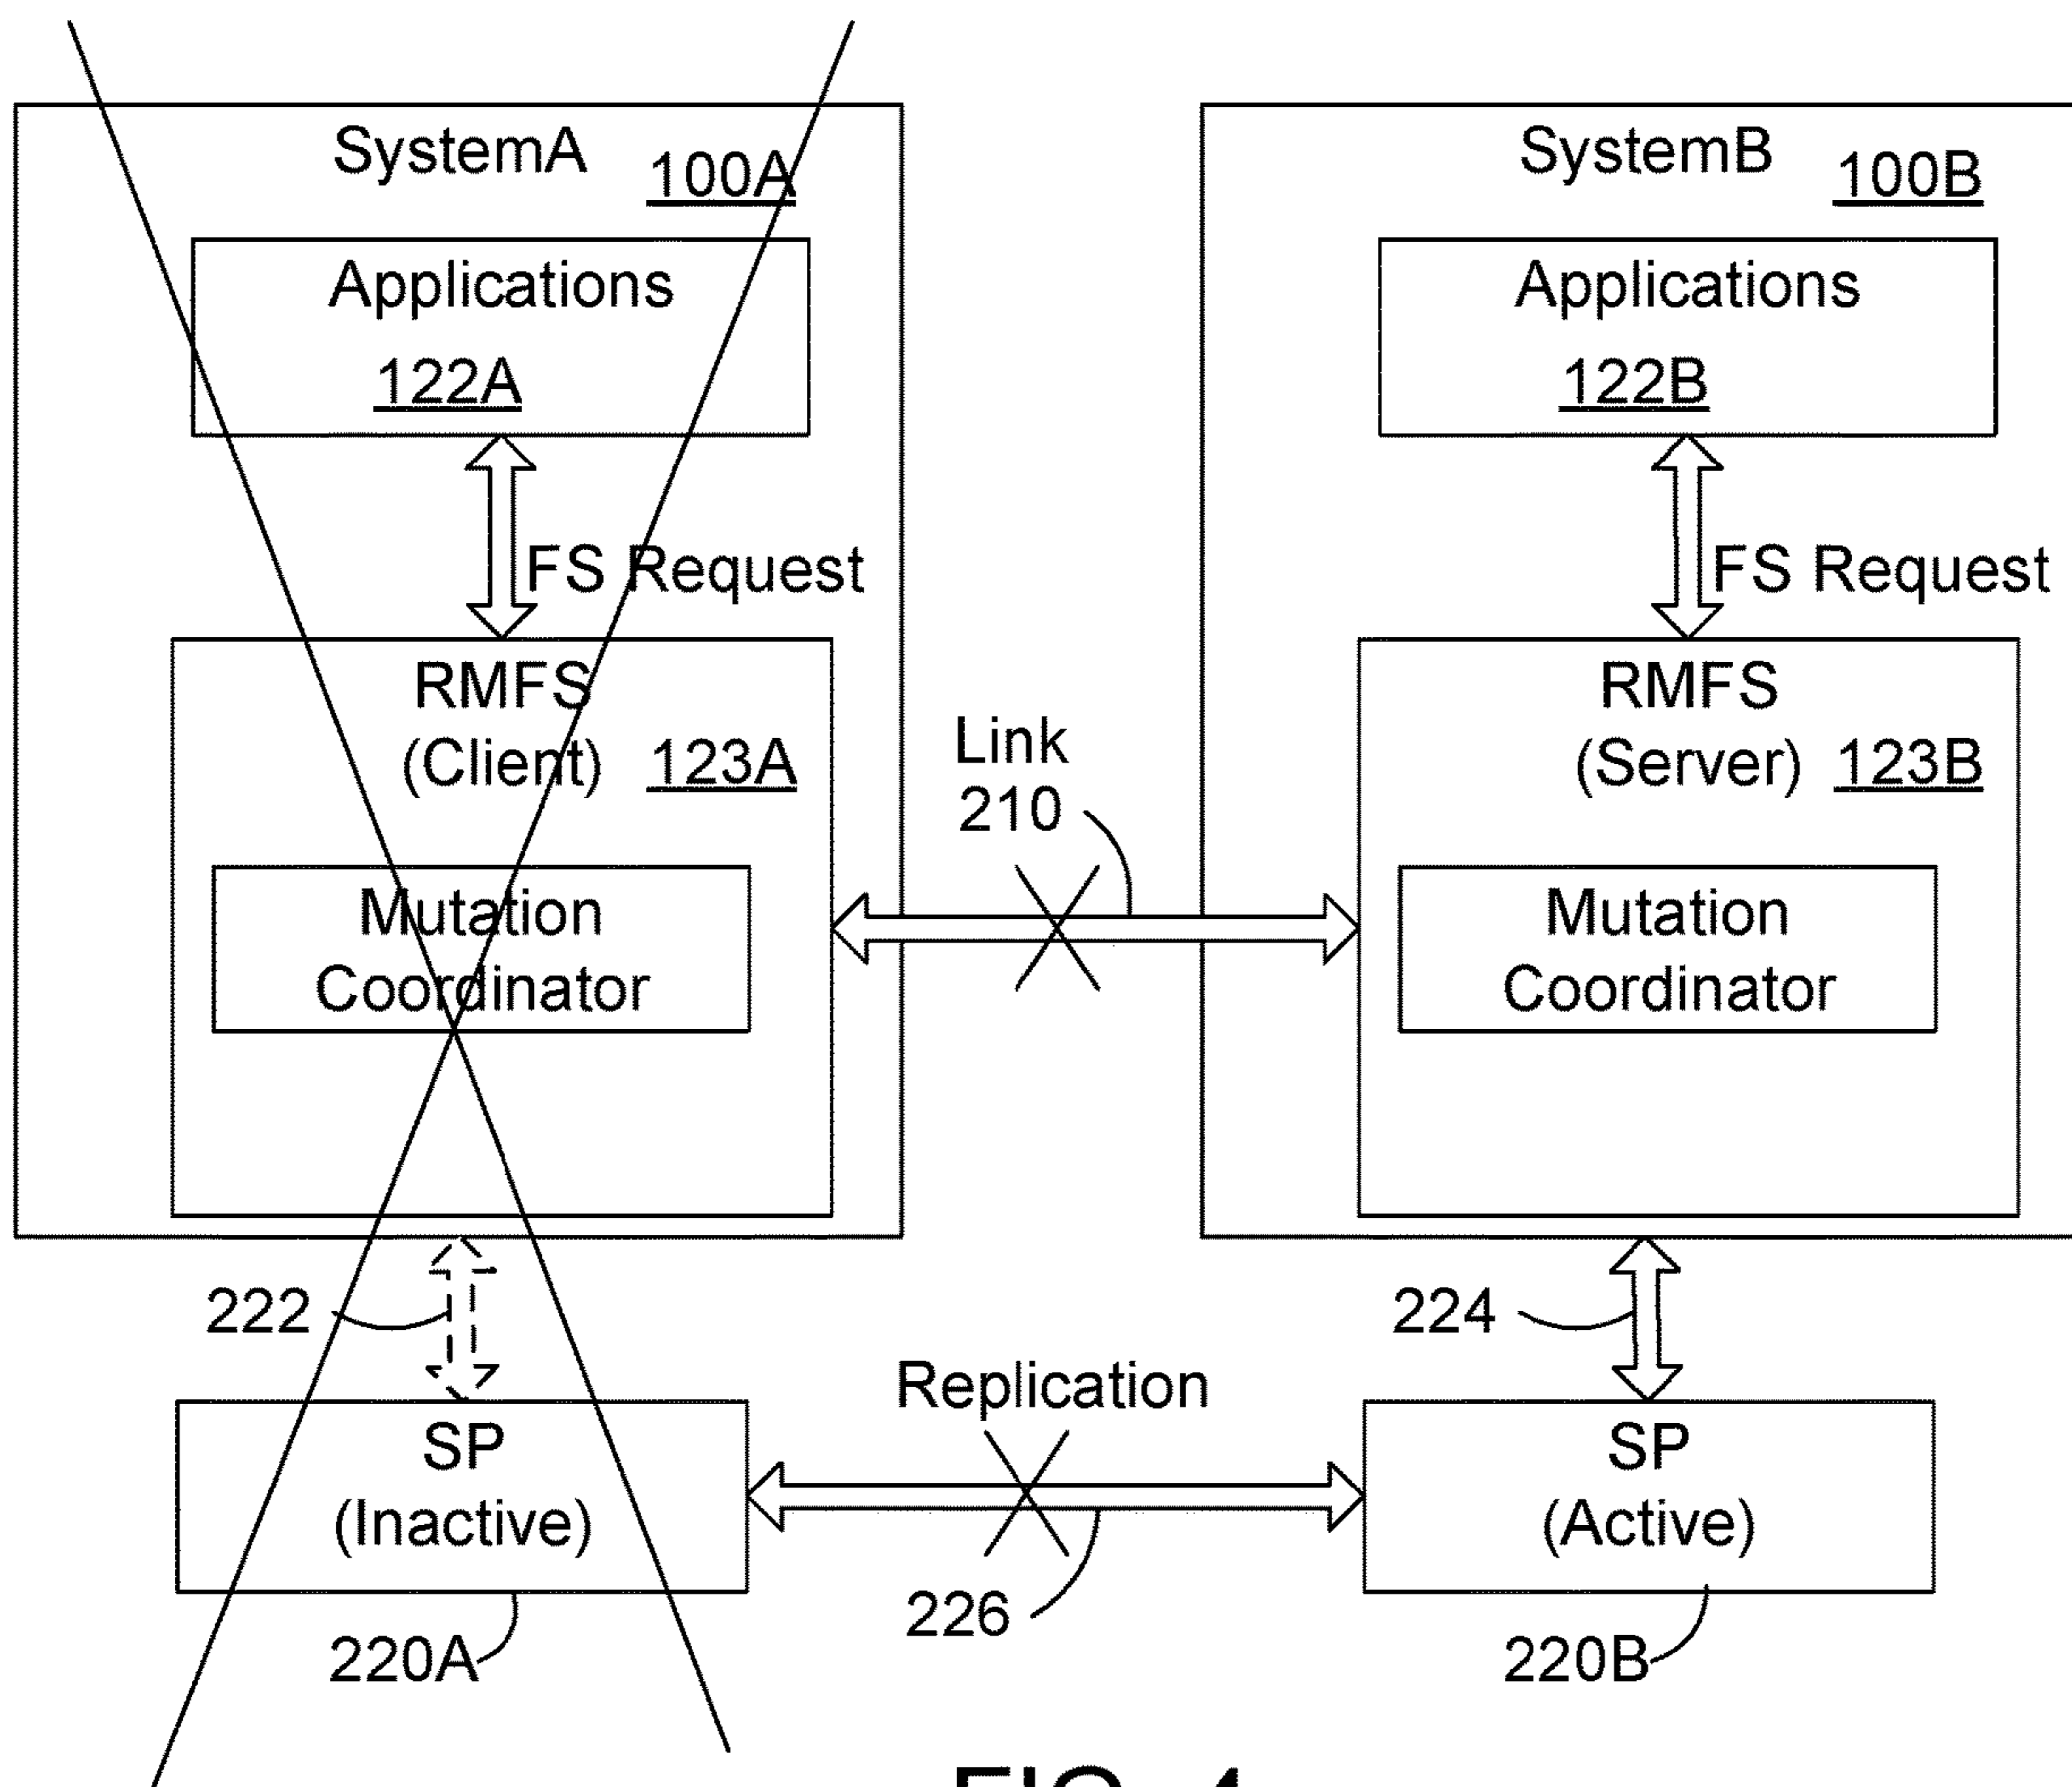 SystemA
100A
Applications
122A
FS Request
RMFS
(Client)
123A
Mutation
Coordinator
222
SP
(Inactive)
220A
Link
210
Replication
226
SystemB
100B
Applications
122B
FS Request
RMFS
(Server)
123B
Mutation
Coordinator
224
SP
(Active)
220B